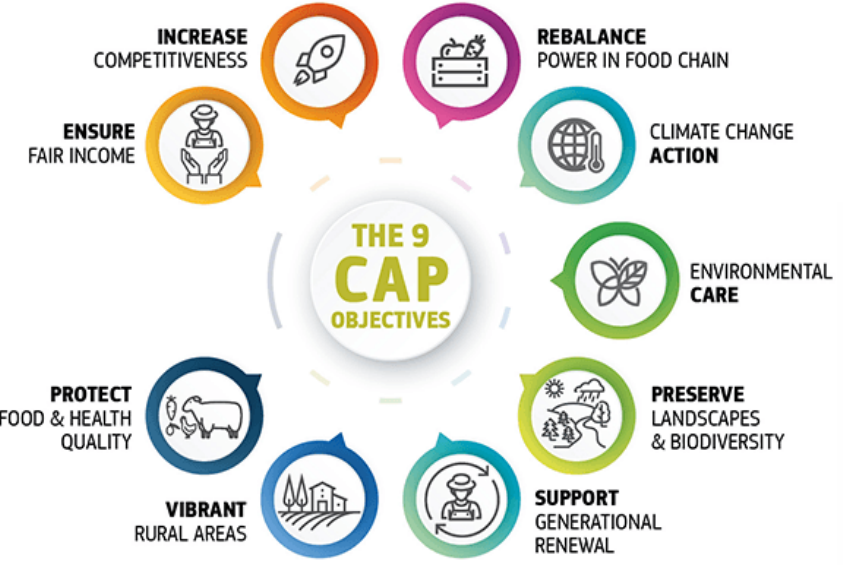 INCREASE
COMPETITIVENESS
REBALANCE
POWER IN FOOD CHAIN
ENSURE
FAIR INCOME
CLIMATE CHANGE
ACTION
THE 9
CAP
OBJECTIVES
ENVIRONMENTAL
CARE
PROTECT
FOOD & HEALTH
QUALITY
PRESERVE
LANDSCAPES
& BIODIVERSITY
VIBRANT
RURAL AREAS
SUPPORT
GENERATIONAL
RENEWAL